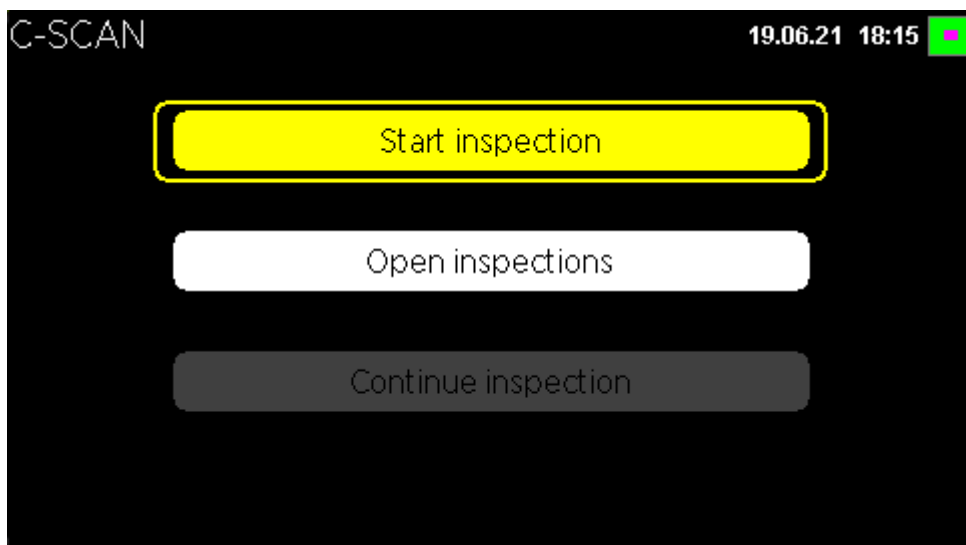 C-SCAN 19.06.21 18:15
Start inspection
Open inspections
Continue inspection